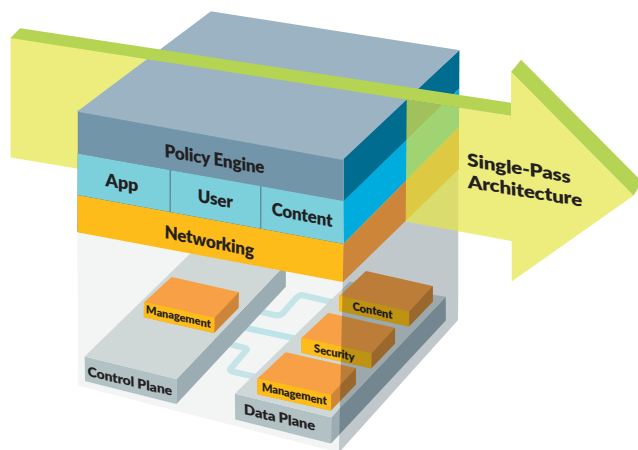 Policy Engine
App
User
Content
Networking
Single-Pass
Architecture
Management
Content
Security
Management
Control Plane
Data Plane